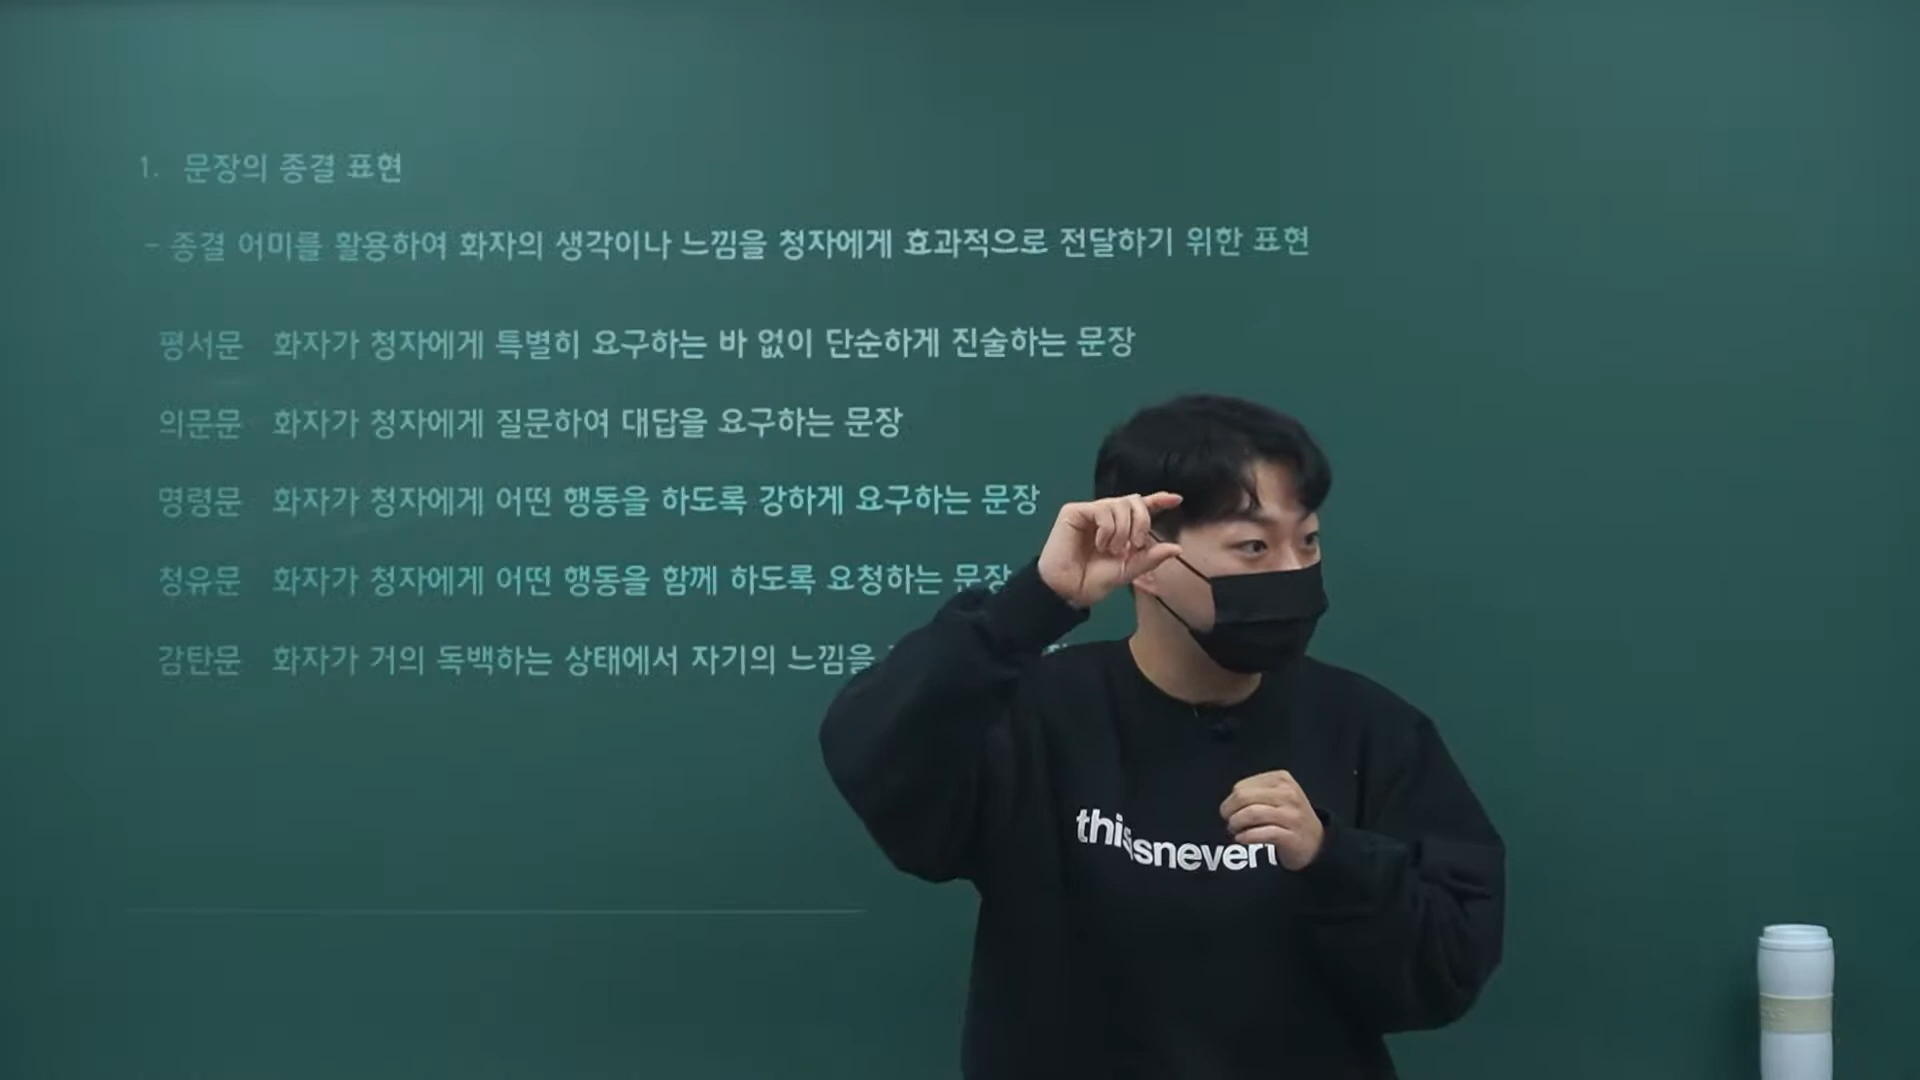 1. 문장의 종결 표현
- 종결 어미를 활용하여 화자의 생각이나 느낌을 청자에게 효과적으로 전달하기 위한 표현
평서문 화자가 청자에게 특별히 요구하는 바 없이 단순하게 진술하는 문장
의문문 화자가 청자에게 질문하여 대답을 요구하는 문장
명령문 화자가 청자에게 어떤 행동을 하도록 강하게 요구하는 문장
청유문 화자가 청자에게 어떤 행동을 함께 하도록 요청하는 문장
감탄문 화자가 거의 독백하는 상태에서 자기의 느낌을